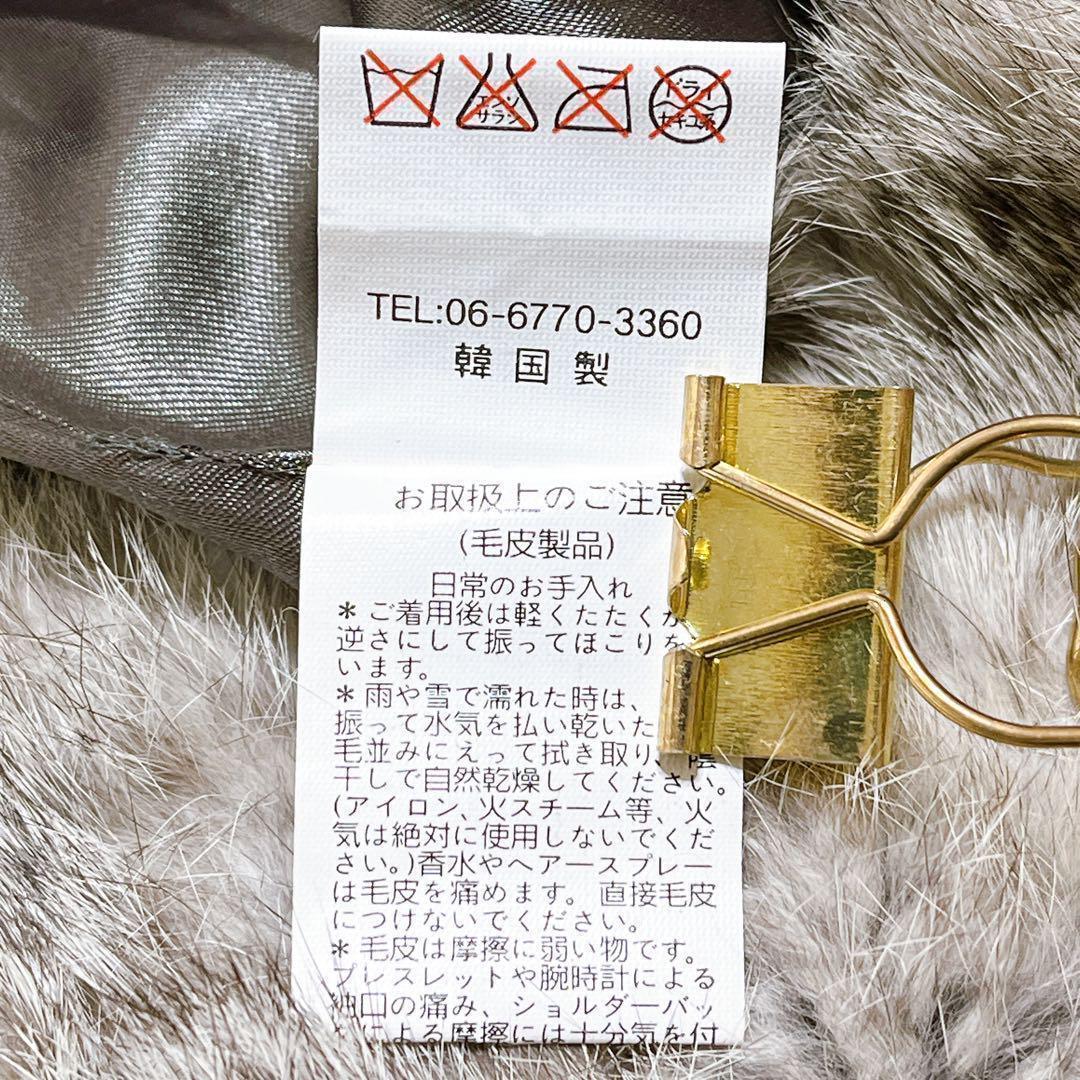 エンソ
サラシ
ドライ
セキユ系
TEL:06-6770-3360
韓国製
お取扱上のご注意
(毛皮製品)
日常のお手入れ
＊ご着用後は軽くたたくか
逆さにして振ってほこりを
います。
＊雨や雪で濡れた時は、
振って水気を払い乾いた
毛並みにえって拭き取り、陰
干しで自然乾燥してください。
(アイロン、火スチーム等、火
気は絶対に使用しないでくだ
さい。)香水やヘアースプレー
は毛皮を痛めます。直接毛皮
につけないでください。
＊毛皮は摩擦に弱い物です。
ブレスレットや腕時計による
袖口の痛み、ショルダーバッ
による摩擦には十分気を付